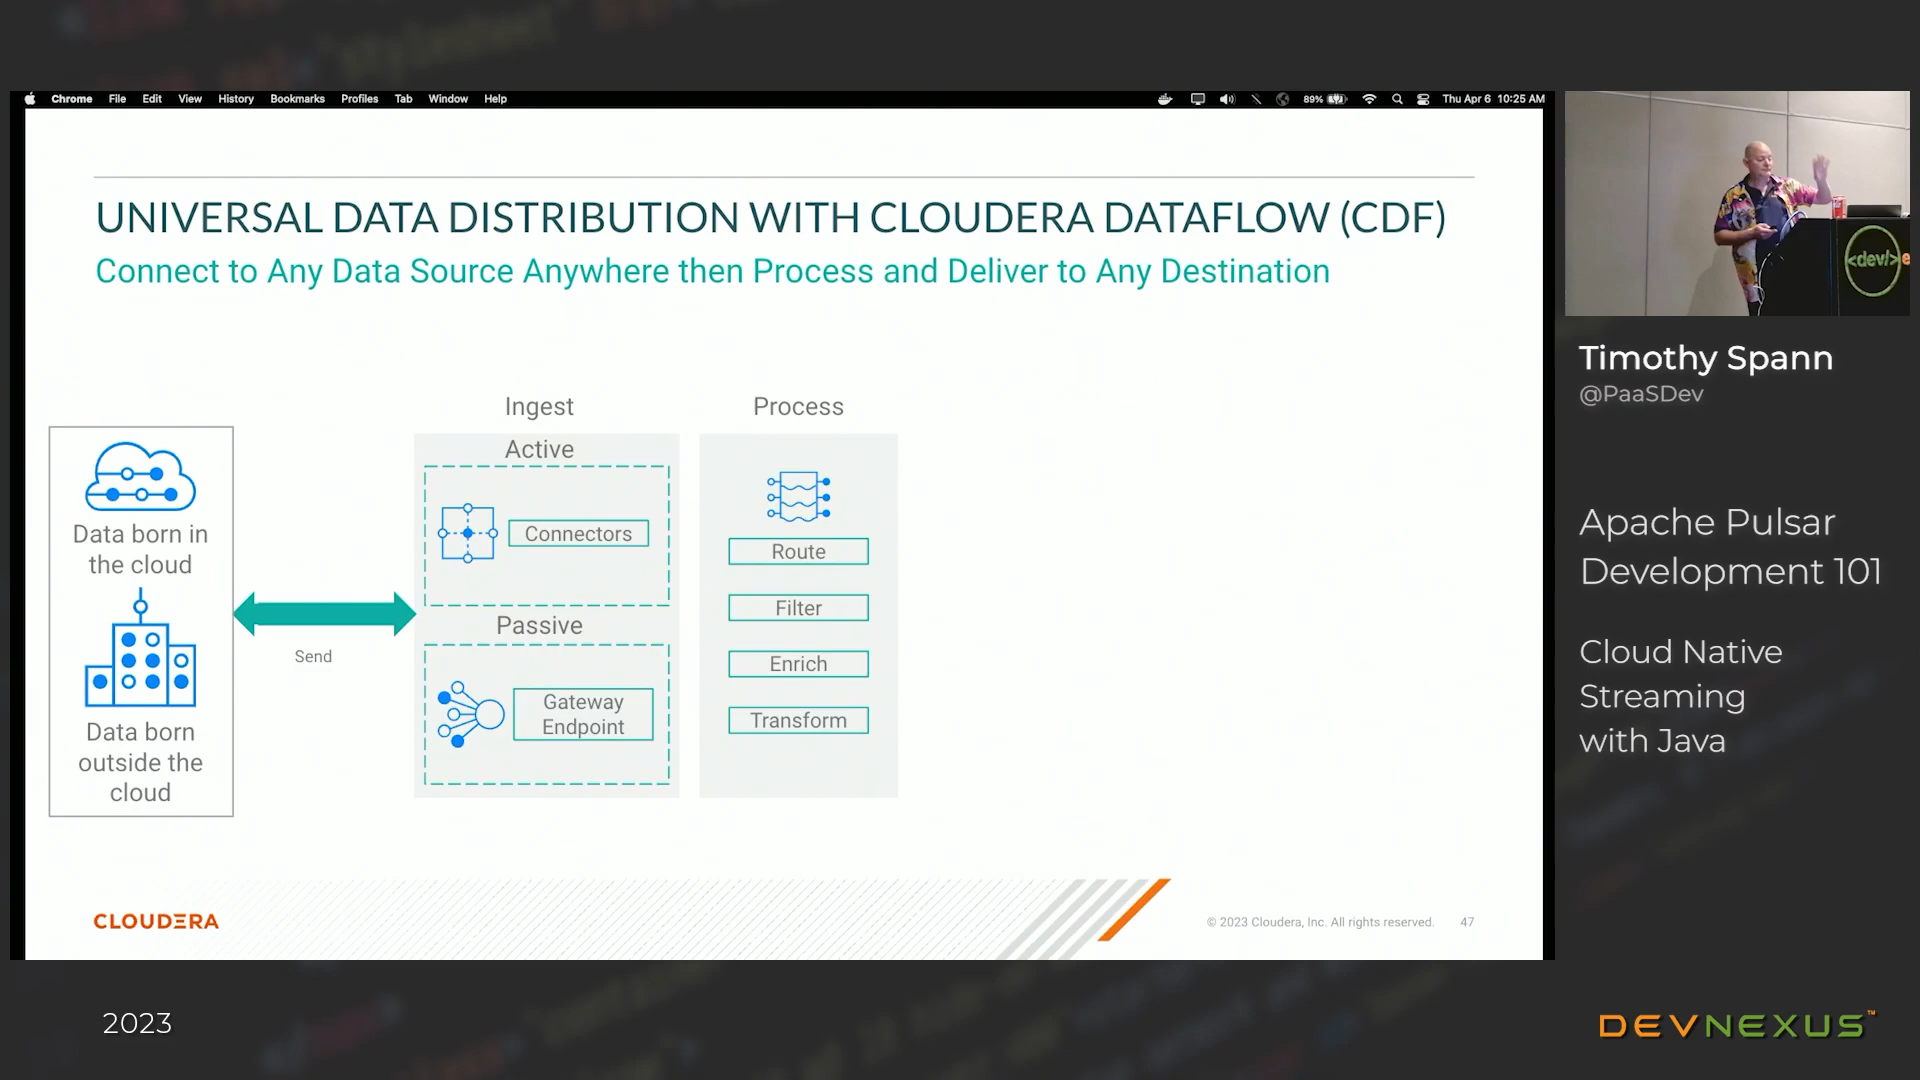 Chrome File Edit View History Bookmarks Profiles Tab Window Help
89%
Thu Apr 6 10:25 AM
UNIVERSAL DATA DISTRIBUTION WITH CLOUDERA DATAFLOW (CDF)
Connect to Any Data Source Anywhere then Process and Deliver to Any Destination
Data born in
the cloud
Data born
outside the
cloud
Send
Ingest
Active
Connectors
Passive
Gateway
Endpoint
Process
Route
Filter
Enrich
Transform
CLOUDERA
© 2023 Cloudera, Inc. All rights reserved.
47
<dev/>
Timothy Spann
@PaaSDev
Apache Pulsar
Development 101
Cloud Native
Streaming
with Java
2023
DEVNEXUS™